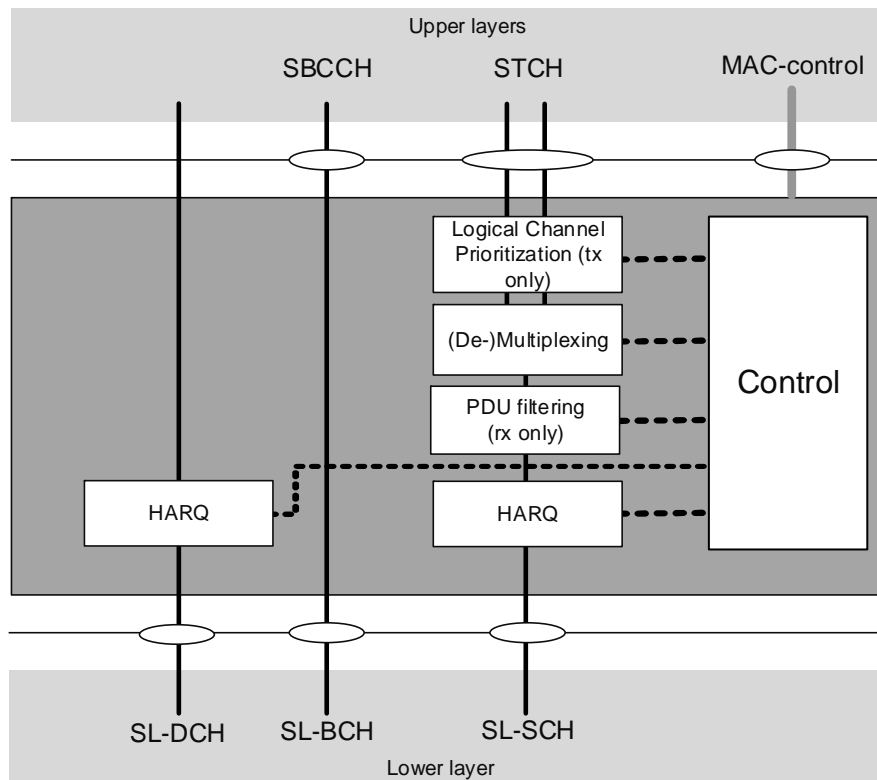 Upper layers
SBCCH
STCH
MAC-control
Logical Channel
Prioritization (tx
only)
(De-)Multiplexing
Control
PDU filtering
(rx only)
HARQ
HARQ
SL-DCH
SL-BCH
SL-SCH
Lower layer